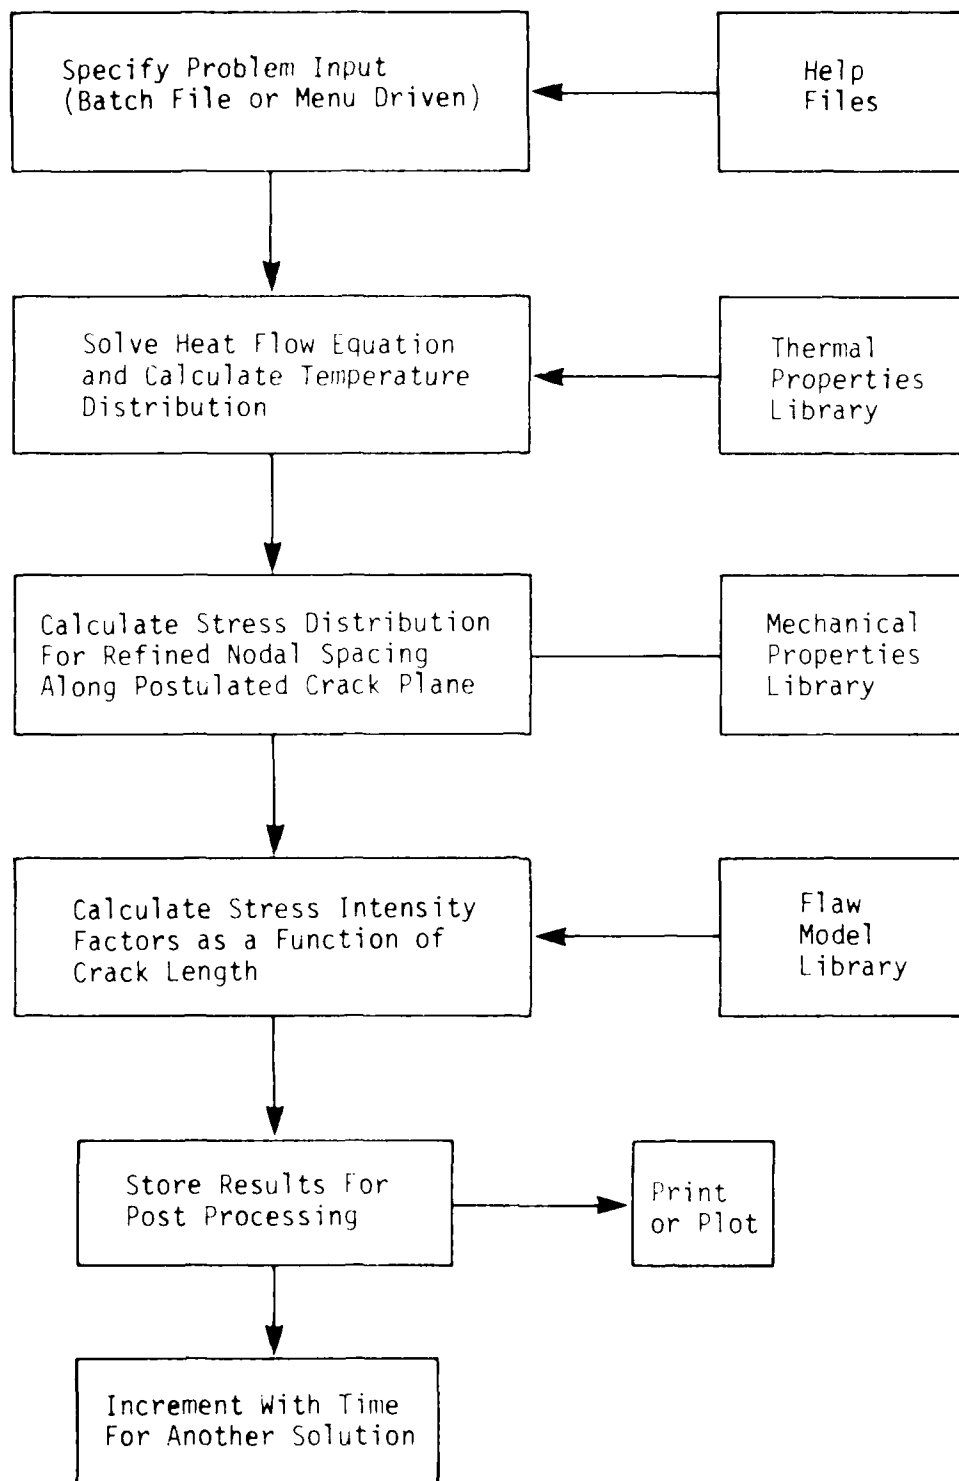 Specify Problem Input
(Batch File or Menu Driven)
Help
Files
Solve Heat Flow Equation
and Calculate Temperature
Distribution
Thermal
Properties
Library
Calculate Stress Distribution
For Refined Nodal Spacing
Along Postulated Crack Plane
Mechanical
Properties
Library
Calculate Stress Intensity
Factors as a Function of
Crack Length
Flaw
Model
Library
Store Results For
Post Processing
Print
or Plot
Increment With Time
For Another Solution